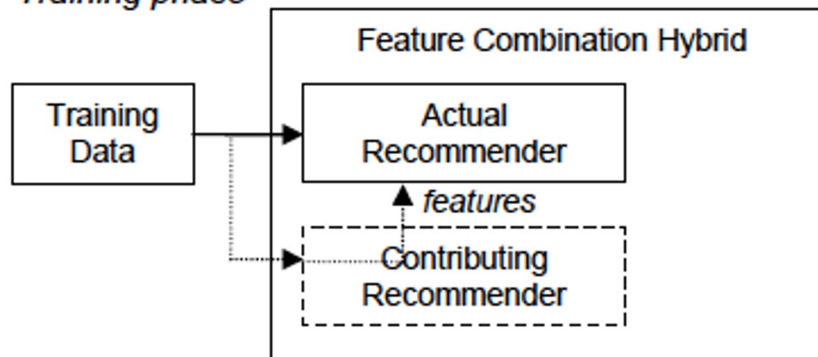 Training phase
Feature Combination Hybrid
Training
Data
Actual
Recommender
features
Contributing
Recommender